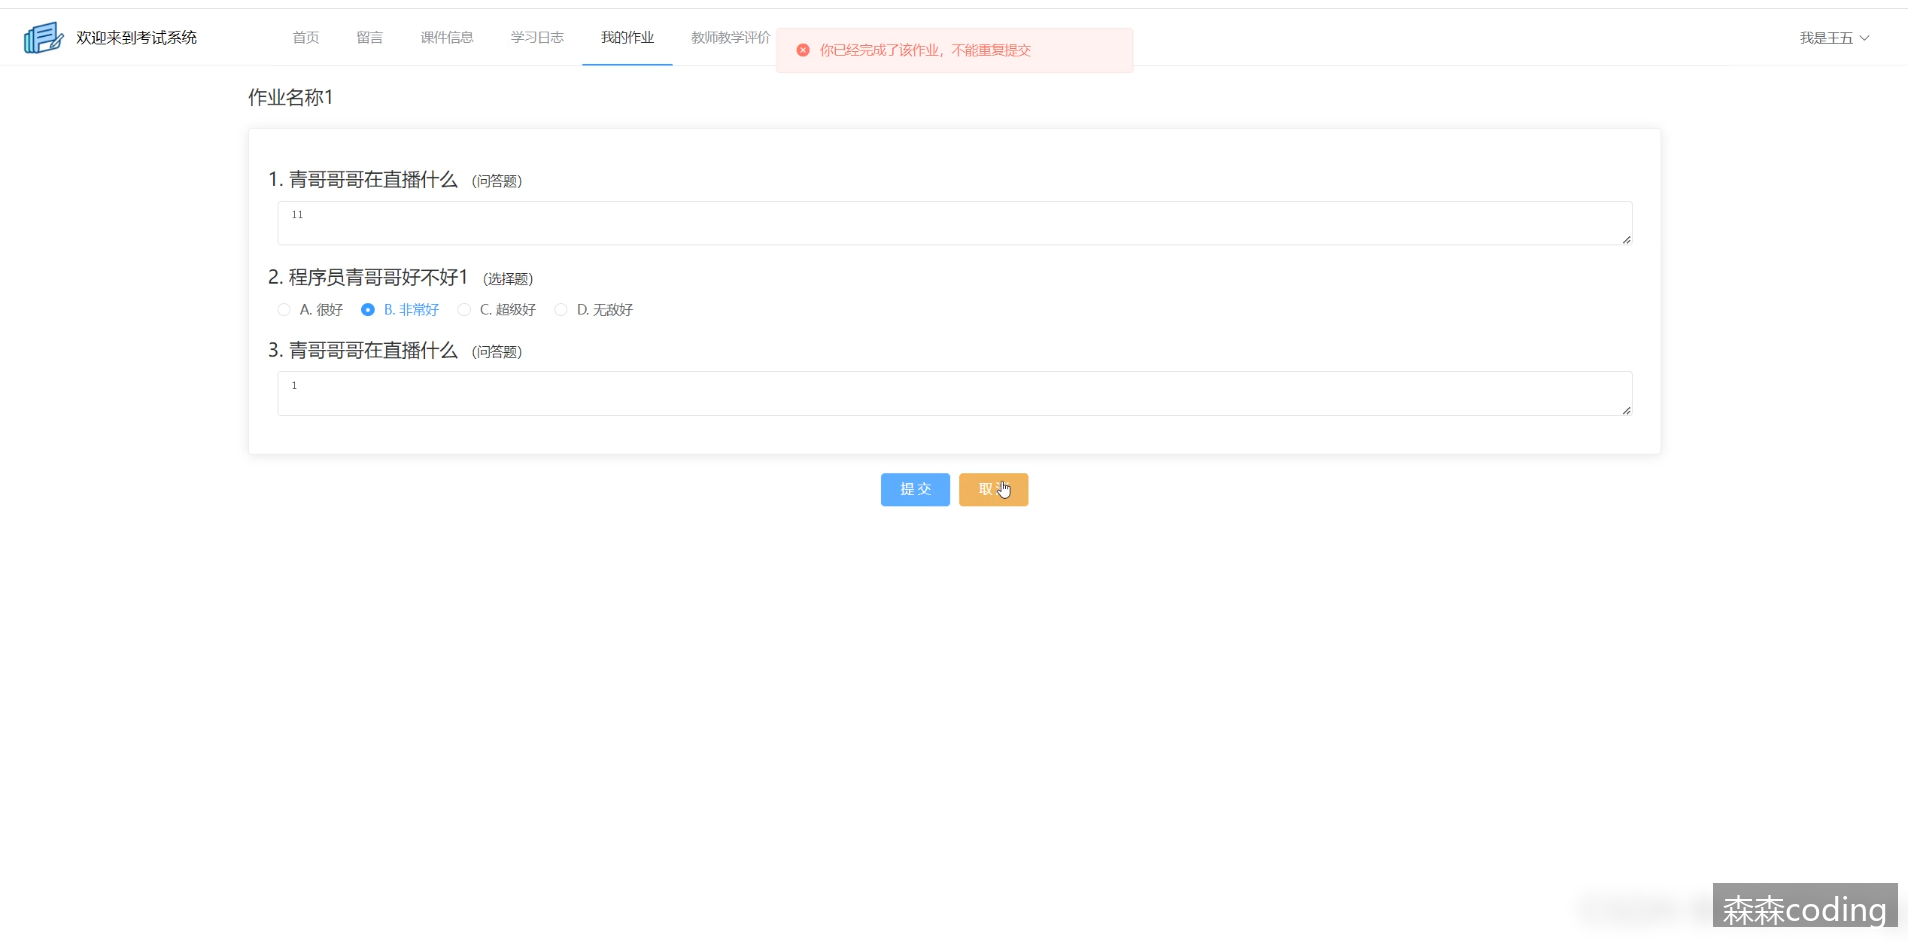 欢迎来到考试系统
首页 留言 课件信息 学习日志 我的作业 教师教学评价
你已经完成了该作业，不能重复提交
我是王五
作业名称1
1. 青哥哥哥在直播什么 (问答题)
11
2. 程序员青哥哥好不好1 (选择题)
A. 很好 B. 非常好 C. 超级好 D. 无敌好
3. 青哥哥哥在直播什么 (问答题)
1
提交 取
森森coding